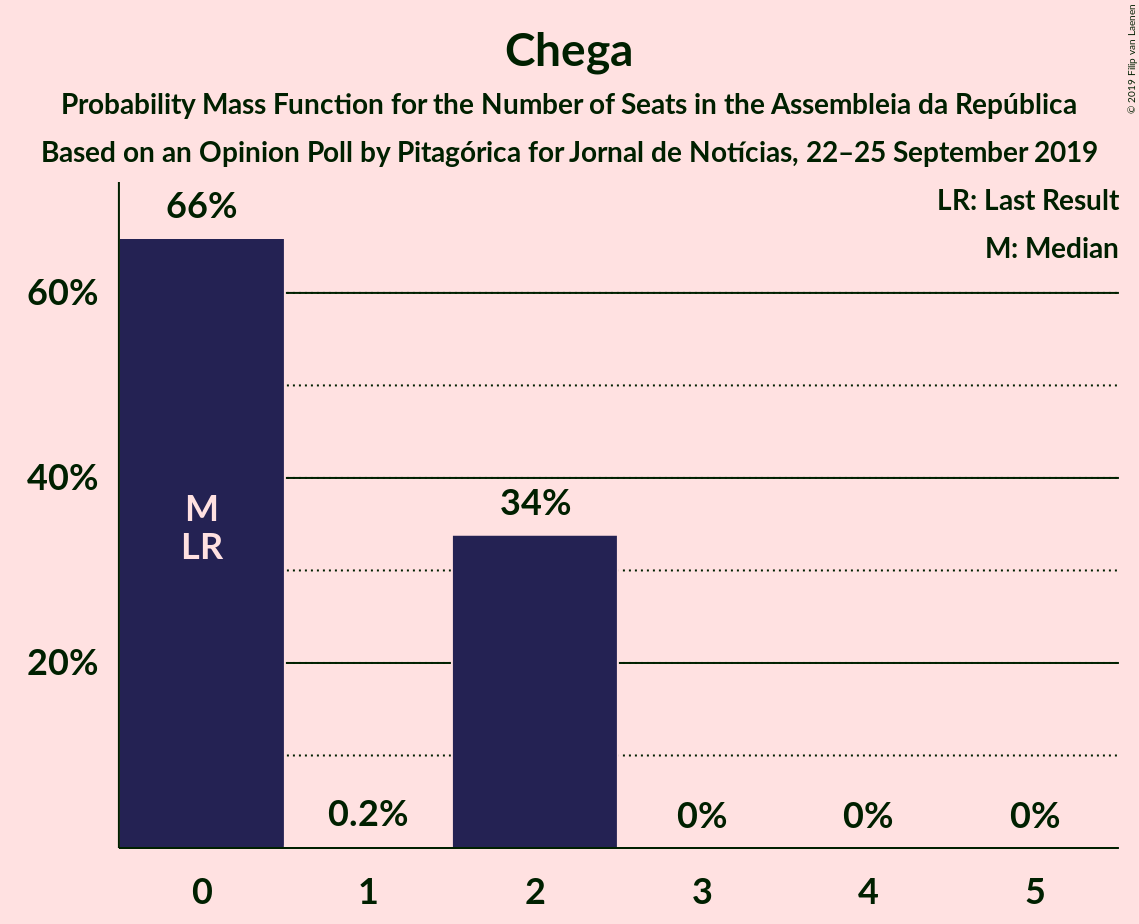 Chega
Probability Mass Function for the Number of Seats in the Assembleia da República
Based on an Opinion Poll by Pitagórica for Jornal de Notícias, 22–25 September 2019
© 2019 Filip van Laenen
LR: Last Result
M: Median
66%
60%
40%
34%
M
LR
20%
0.2%
0%
0%
0%
0
1
2
3
4
5